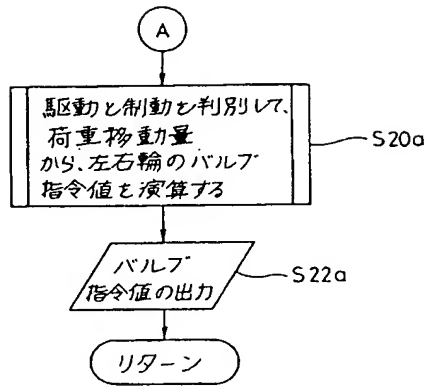 A
駆動と制動を判別して、
荷重移動量
から、左右輪のバルブ
指令値を演算する
S20a
バルブ
指令値の出力
S22a
リターン